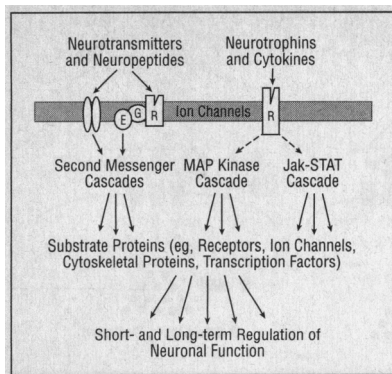 Neurotransmitters
and Neuropeptides
Neurotrophins
and Cytokines
E
G
R
Ion Channels
R
Second Messenger
Cascades
MAP Kinase
Cascade
Jak-STAT
Cascade
Substrate Proteins (eg, Receptors, Ion Channels,
Cytoskeletal Proteins, Transcription Factors)
Short- and Long-term Regulation of
Neuronal Function